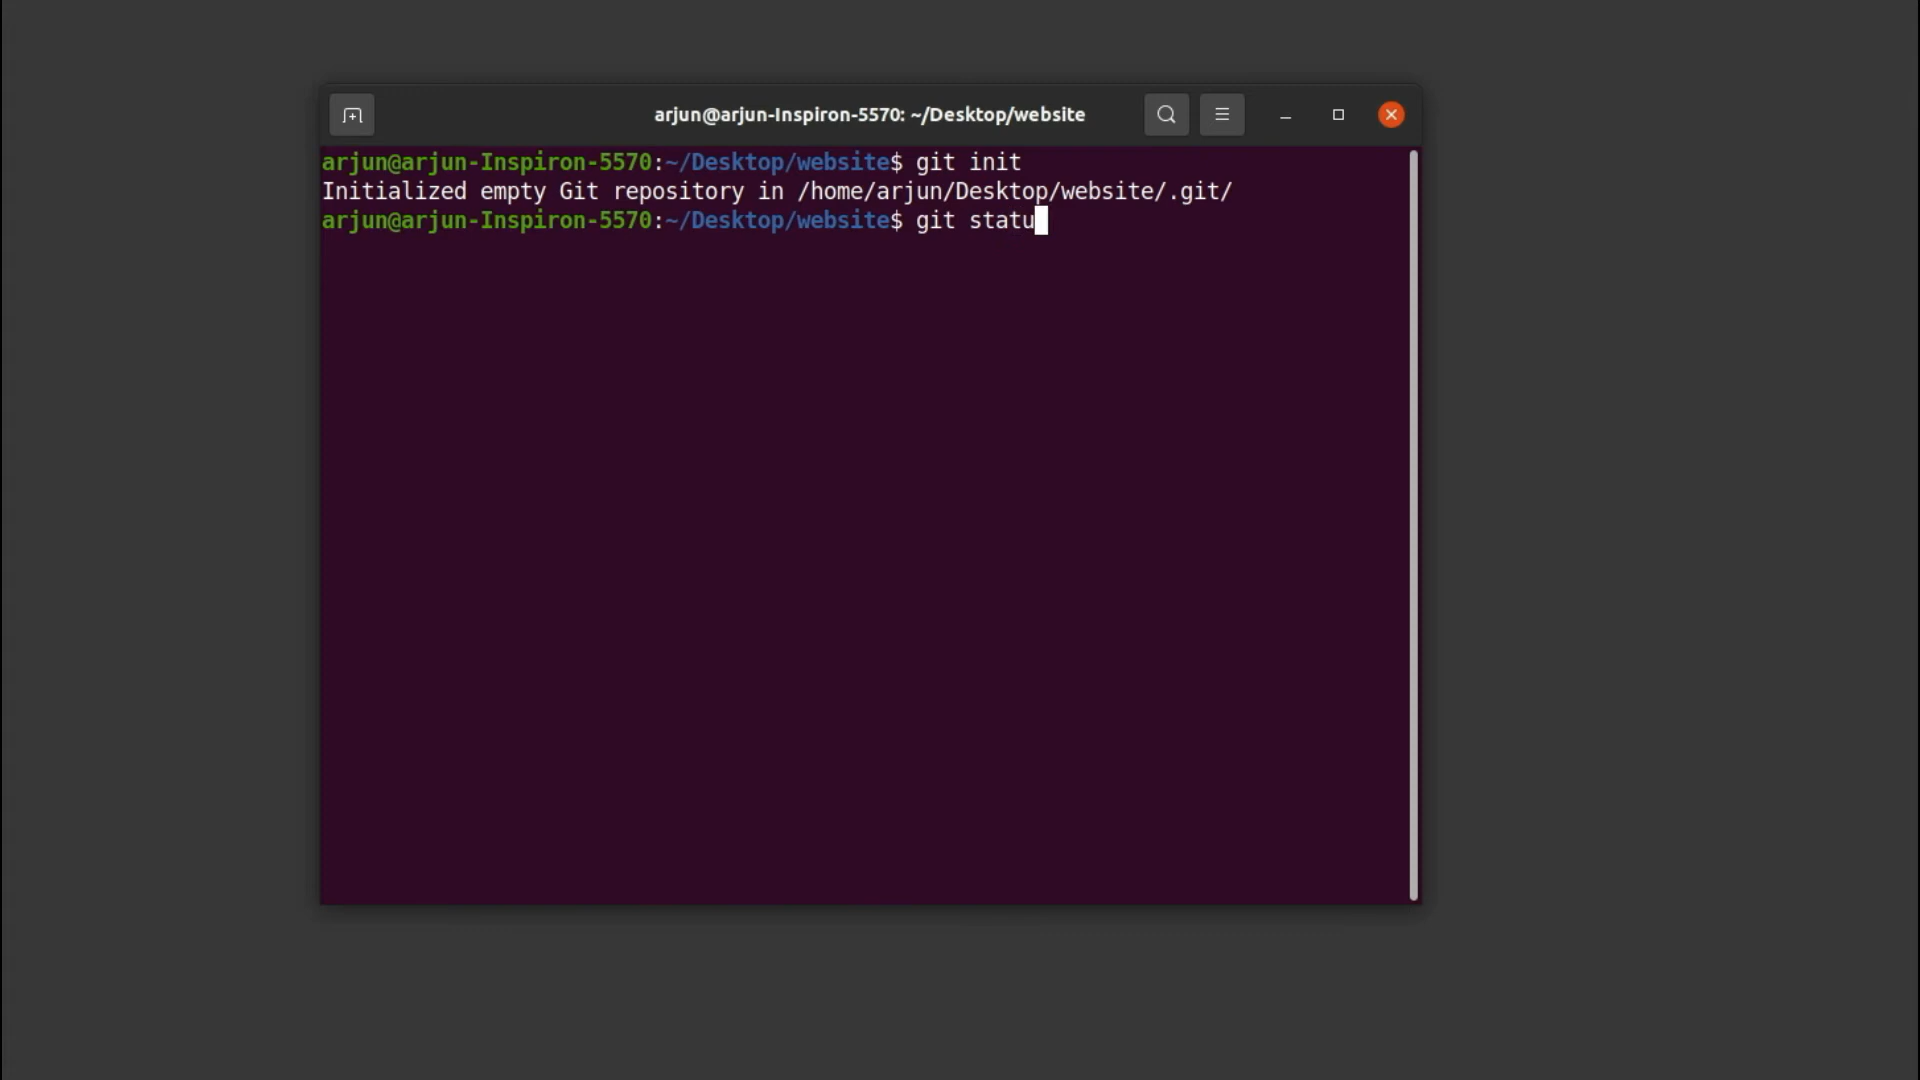 arjun@arjun-Inspiron-5570: ~/Desktop/website
arjun@arjun-Inspiron-5570:~/Desktop/website$ git init
Initialized empty Git repository in /home/arjun/Desktop/website/.git/
arjun@arjun-Inspiron-5570:~/Desktop/website$ git statu